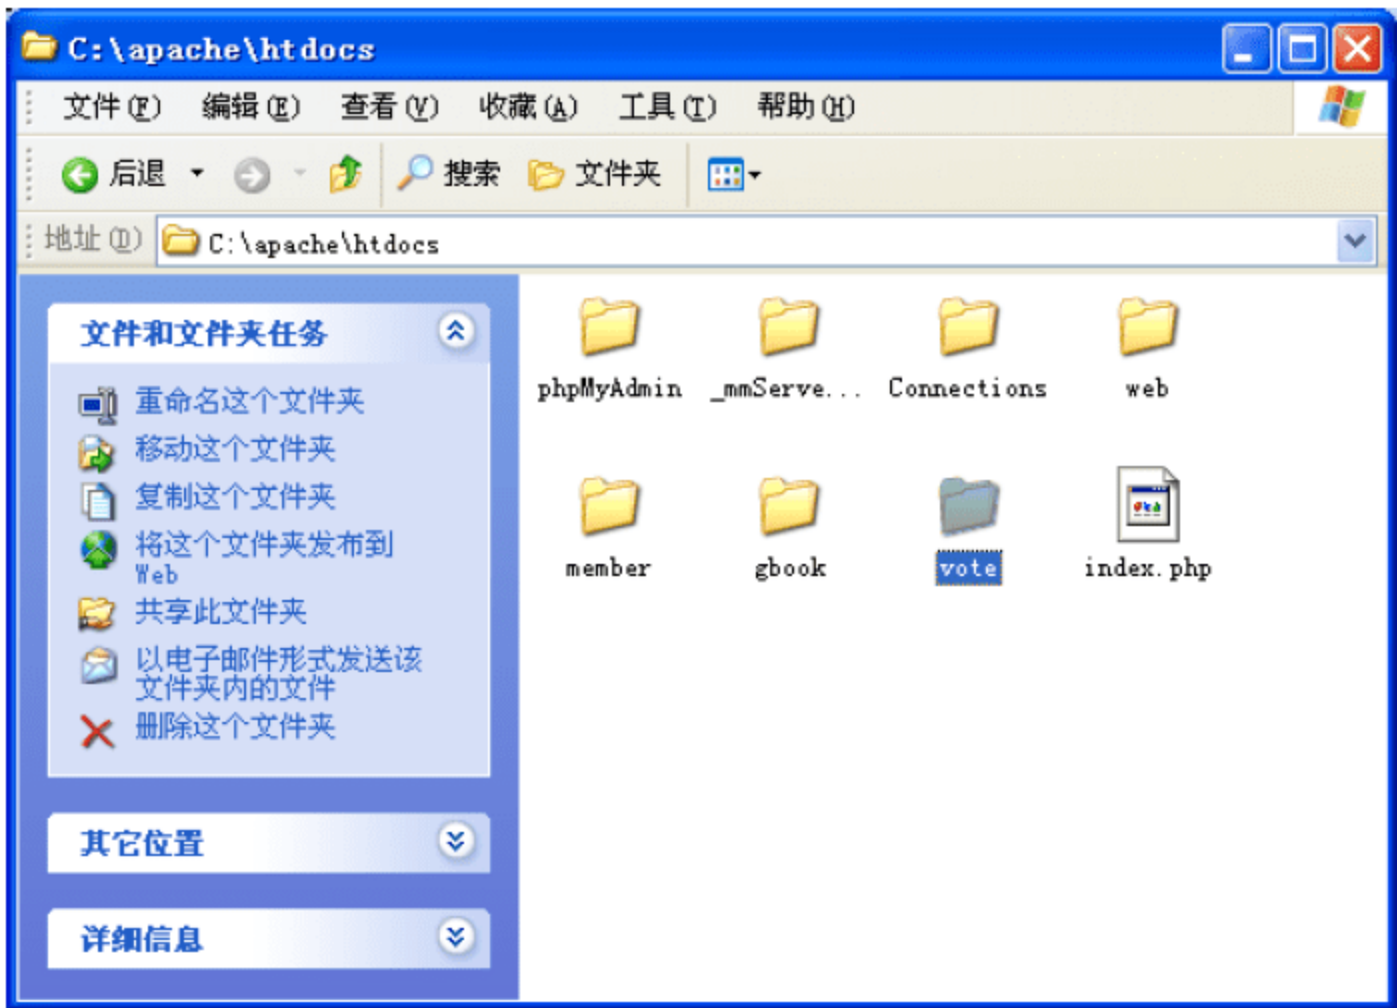 C:\apache\htdocs
文件(F) 编辑(E) 查看(V) 收藏(A) 工具(T) 帮助(H)
后退 搜索 文件夹
地址(D) C:\apache\htdocs
文件和文件夹任务
重命名这个文件夹
移动这个文件夹
复制这个文件夹
将这个文件夹发布到
Web
共享此文件夹
以电子邮件形式发送该
文件夹内的文件
删除这个文件夹
其它位置
详细信息
phpMyAdmin _mmServe... Connections web
member gbook vote index.php